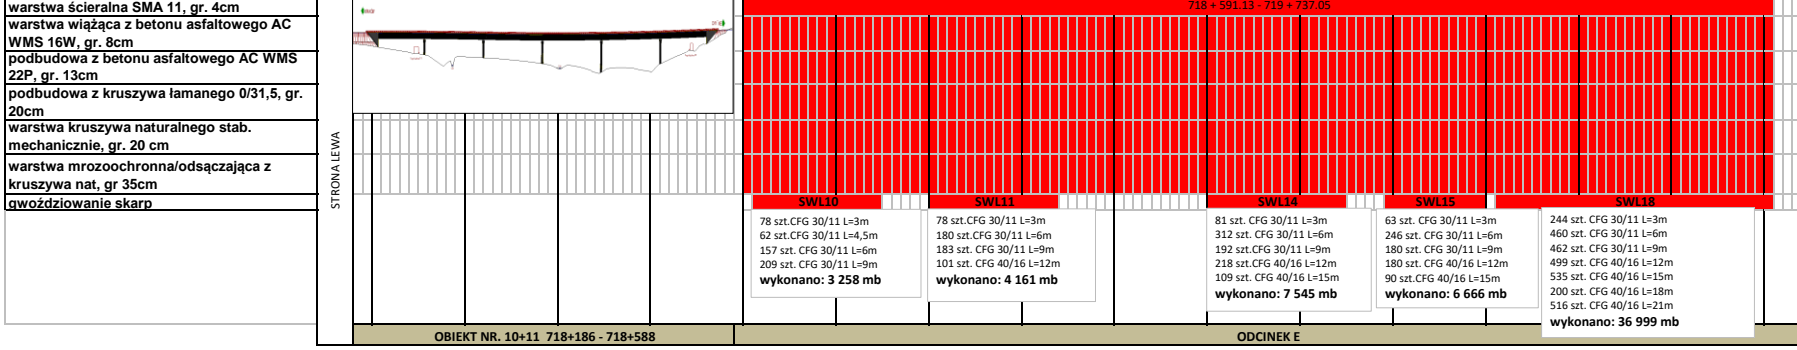 warstwa ścieralna SMA 11, gr. 4cm
warstwa wiążąca z betonu asfaltowego AC
WMS 16W, gr. 8cm
podbudowa z betonu asfaltowego AC WMS
22P, gr. 13cm
podbudowa z kruszywa łamanego 0/31,5, gr.
20cm
warstwa kruszywa naturalnego stab.
mechanicznie, gr. 20 cm
warstwa mrozoochronna/odsączająca z
kruszywa nat, gr 35cm
gwoździowanie skarp
STRONA LEWA
718 + 591.13 - 719 + 737.05
SWL10
78 szt.CFG 30/11 L=3m
62 szt.CFG 30/11 L=4,5m
157 szt. CFG 30/11 L=6m
209 szt. CFG 30/11 L=9m
wykonano: 3 258 mb
SWL11
78 szt.CFG 30/11 L=3m
180 szt.CFG 30/11 L=6m
183 szt. CFG 30/11 L=9m
101 szt. CFG 40/16 L=12m
wykonano: 4 161 mb
SWL14
81 szt. CFG 30/11 L=3m
312 szt. CFG 30/11 L=6m
192 szt. CFG 30/11 L=9m
218 szt. CFG 40/16 L=12m
109 szt. CFG 40/16 L=15m
wykonano: 7 545 mb
SWL15
63 szt. CFG 30/11 L=3m
246 szt. CFG 30/11 L=6m
180 szt. CFG 30/11 L=9m
180 szt. CFG 40/16 L=12m
90 szt.CFG 40/16 L=15m
wykonano: 6 666 mb
SWL18
244 szt. CFG 30/11 L=3m
460 szt. CFG 30/11 L=6m
462 szt. CFG 30/11 L=9m
499 szt. CFG 40/16 L=12m
535 szt. CFG 40/16 L=15m
200 szt. CFG 40/16 L=18m
516 szt. CFG 40/16 L=21m
wykonano: 36 999 mb
OBIEKT NR. 10+11 718+186 - 718+588
ODCINEK E